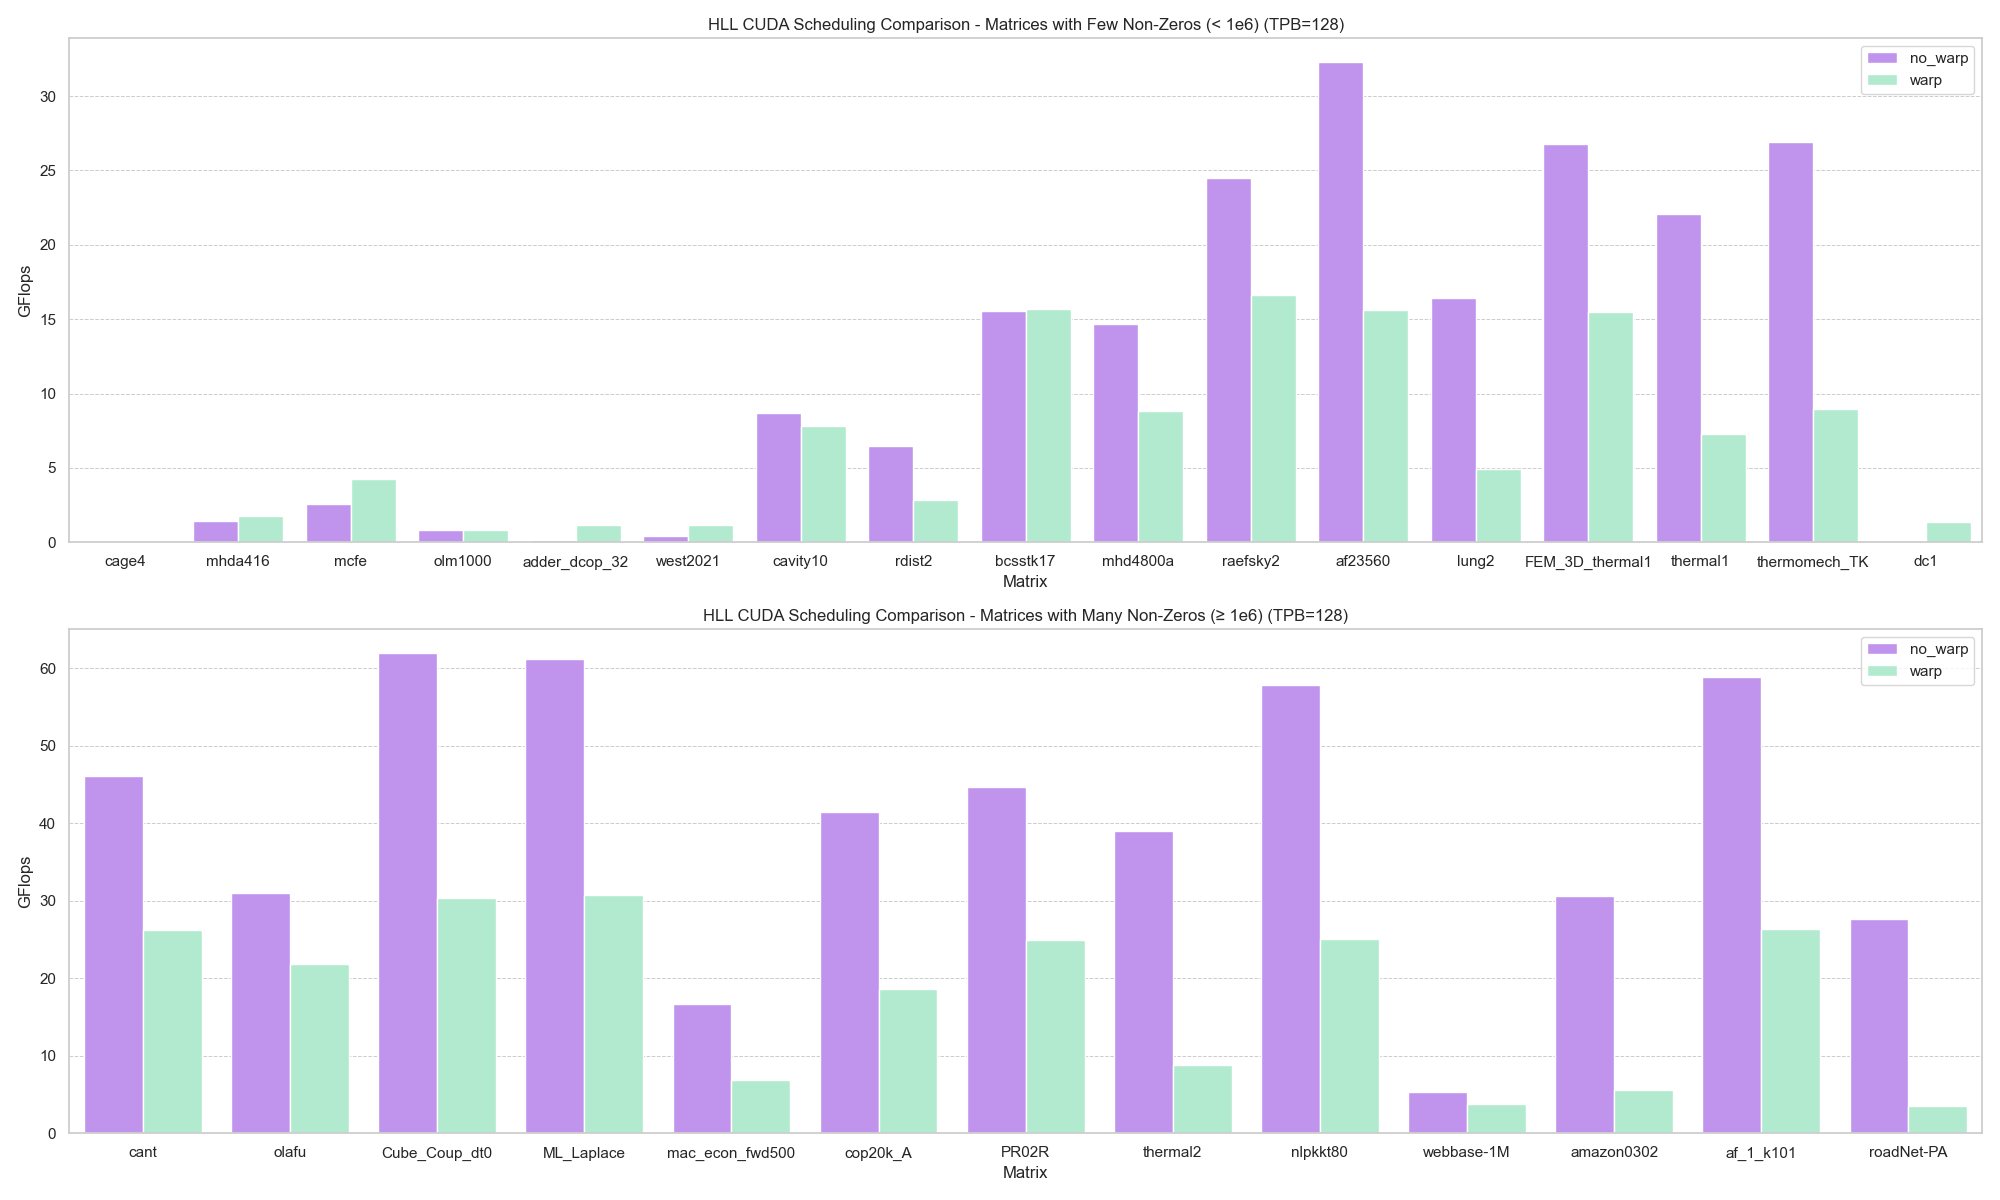 HLL CUDA Scheduling Comparison - Matrices with Few Non-Zeros (< 1e6) (TPB=128)
no_warp
warp
GFlops
30
25
20
15
10
5
0
cage4 mhda416 mcfe olm1000 adder_dcop_32 west2021 cavity10 rdist2 bcsstk17 mhd4800a raefsky2 af23560 lung2 FEM_3D_thermal1 thermal1 thermomech_TK dc1
Matrix
HLL CUDA Scheduling Comparison - Matrices with Many Non-Zeros (≥ 1e6) (TPB=128)
no_warp
warp
GFlops
60
50
40
30
20
10
0
cant olafu Cube_Coup_dt0 ML_Laplace mac_econ_fwd500 cop20k_A PR02R thermal2 nlpkkt80 webbase-1M amazon0302 af_1_k101 roadNet-PA
Matrix